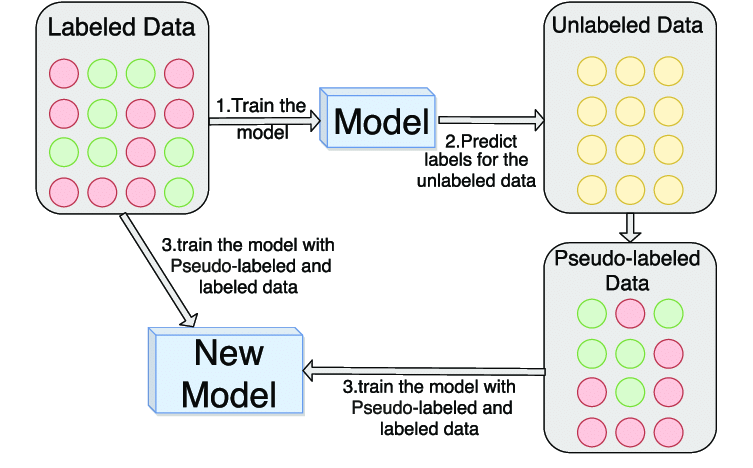 Labeled Data
Unlabeled Data
1.Train the
model
Model
2.Predict
labels for the
unlabeled data
3.train the model with
Pseudo-labeled and
labeled data
Pseudo-labeled
Data
New
Model
3.train the model with
Pseudo-labeled and
labeled data